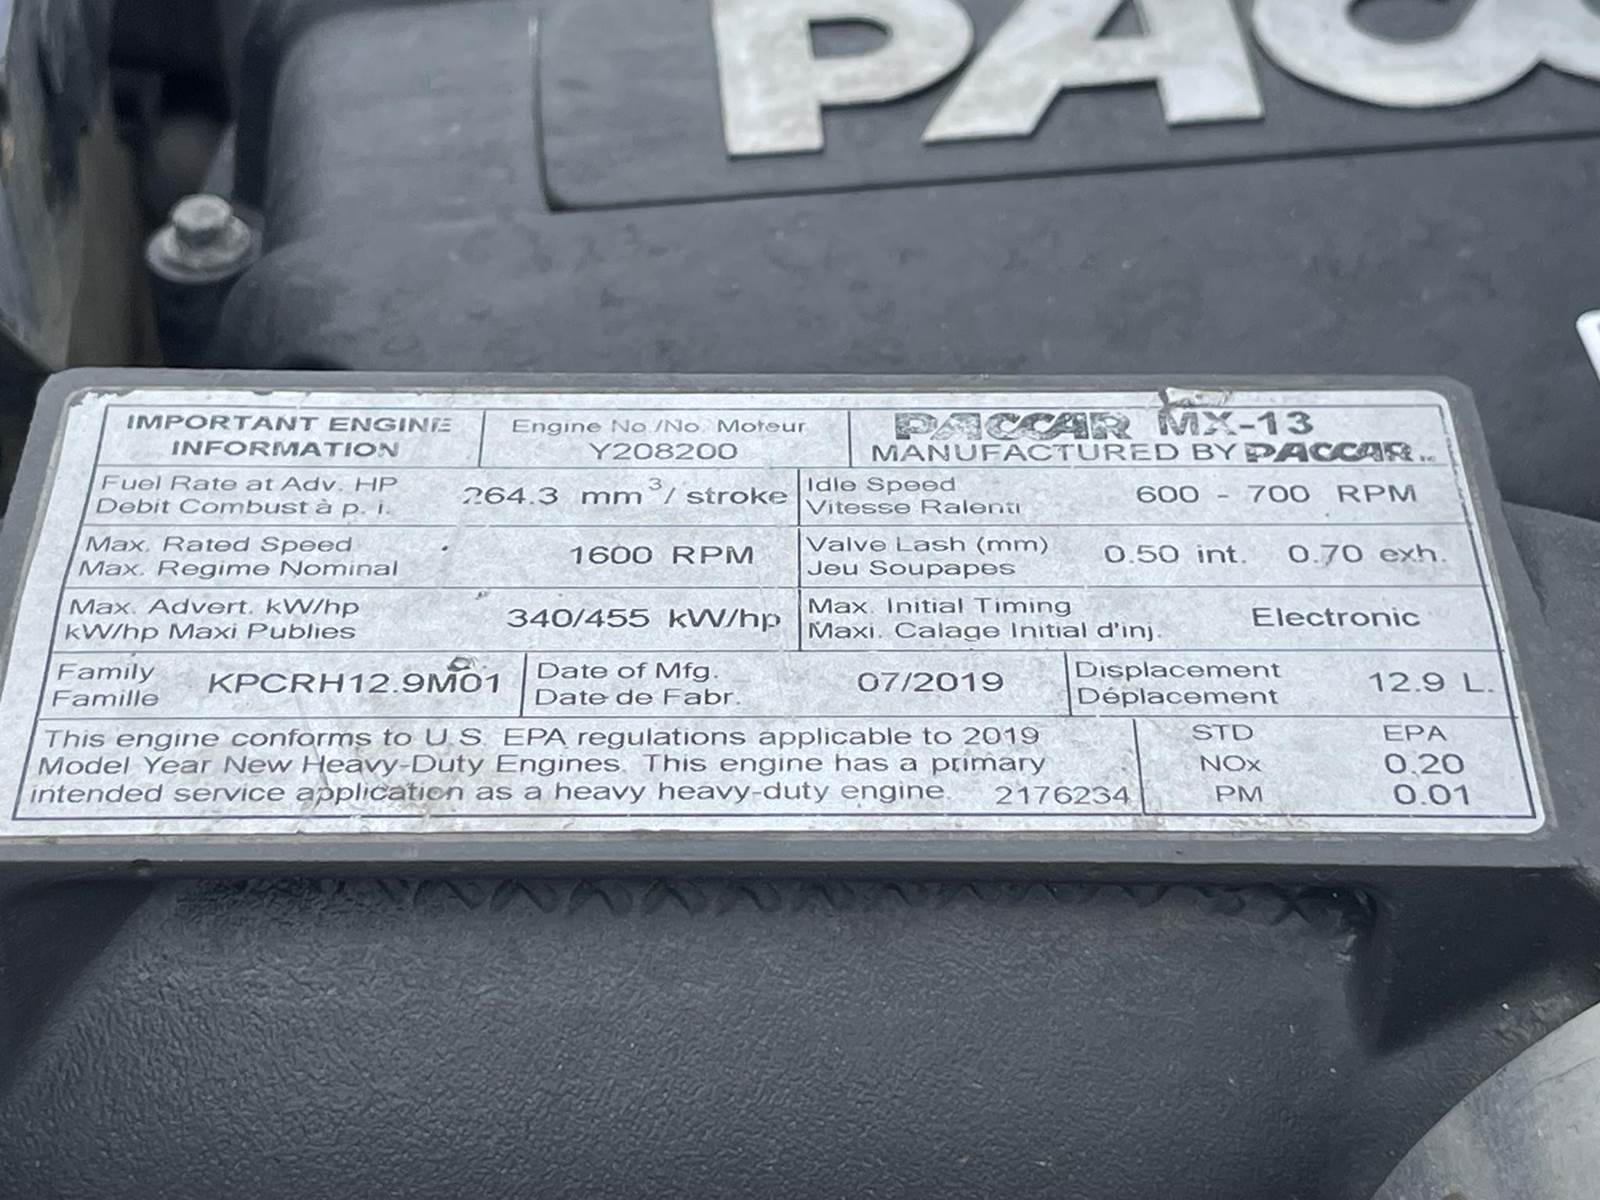 PACC
IMPORTANT ENGINE
INFORMATION
Engine No./No. Moteur
Y208200
PACCAR MX-13
MANUFACTURED BY PACCAR
Fuel Rate at Adv. HP
Debit Combust à p. i.
264.3 mm³/ stroke
Idle Speed
Vitesse Ralenti
600 - 700 RPM
Max. Rated Speed
Max. Regime Nominal
1600 RPM
Valve Lash (mm)
Jeu Soupapes
0.50 int. 0.70 exh.
Max. Advert. kW/hp
kW/hp Maxi Publies
340/455 kW/hp
Max. Initial Timing
Maxi. Calage Initial d'inj.
Electronic
Family
Famille
KPCRH12.9M01
Date of Mfg.
Date de Fabr.
07/2019
Displacement
Déplacement
12.9 L.
This engine conforms to U.S. EPA regulations applicable to 2019
Model Year New Heavy-Duty Engines. This engine has a primary
intended service application as a heavy heavy-duty engine. 2176234
STD EPA
NOx 0.20
PM 0.01